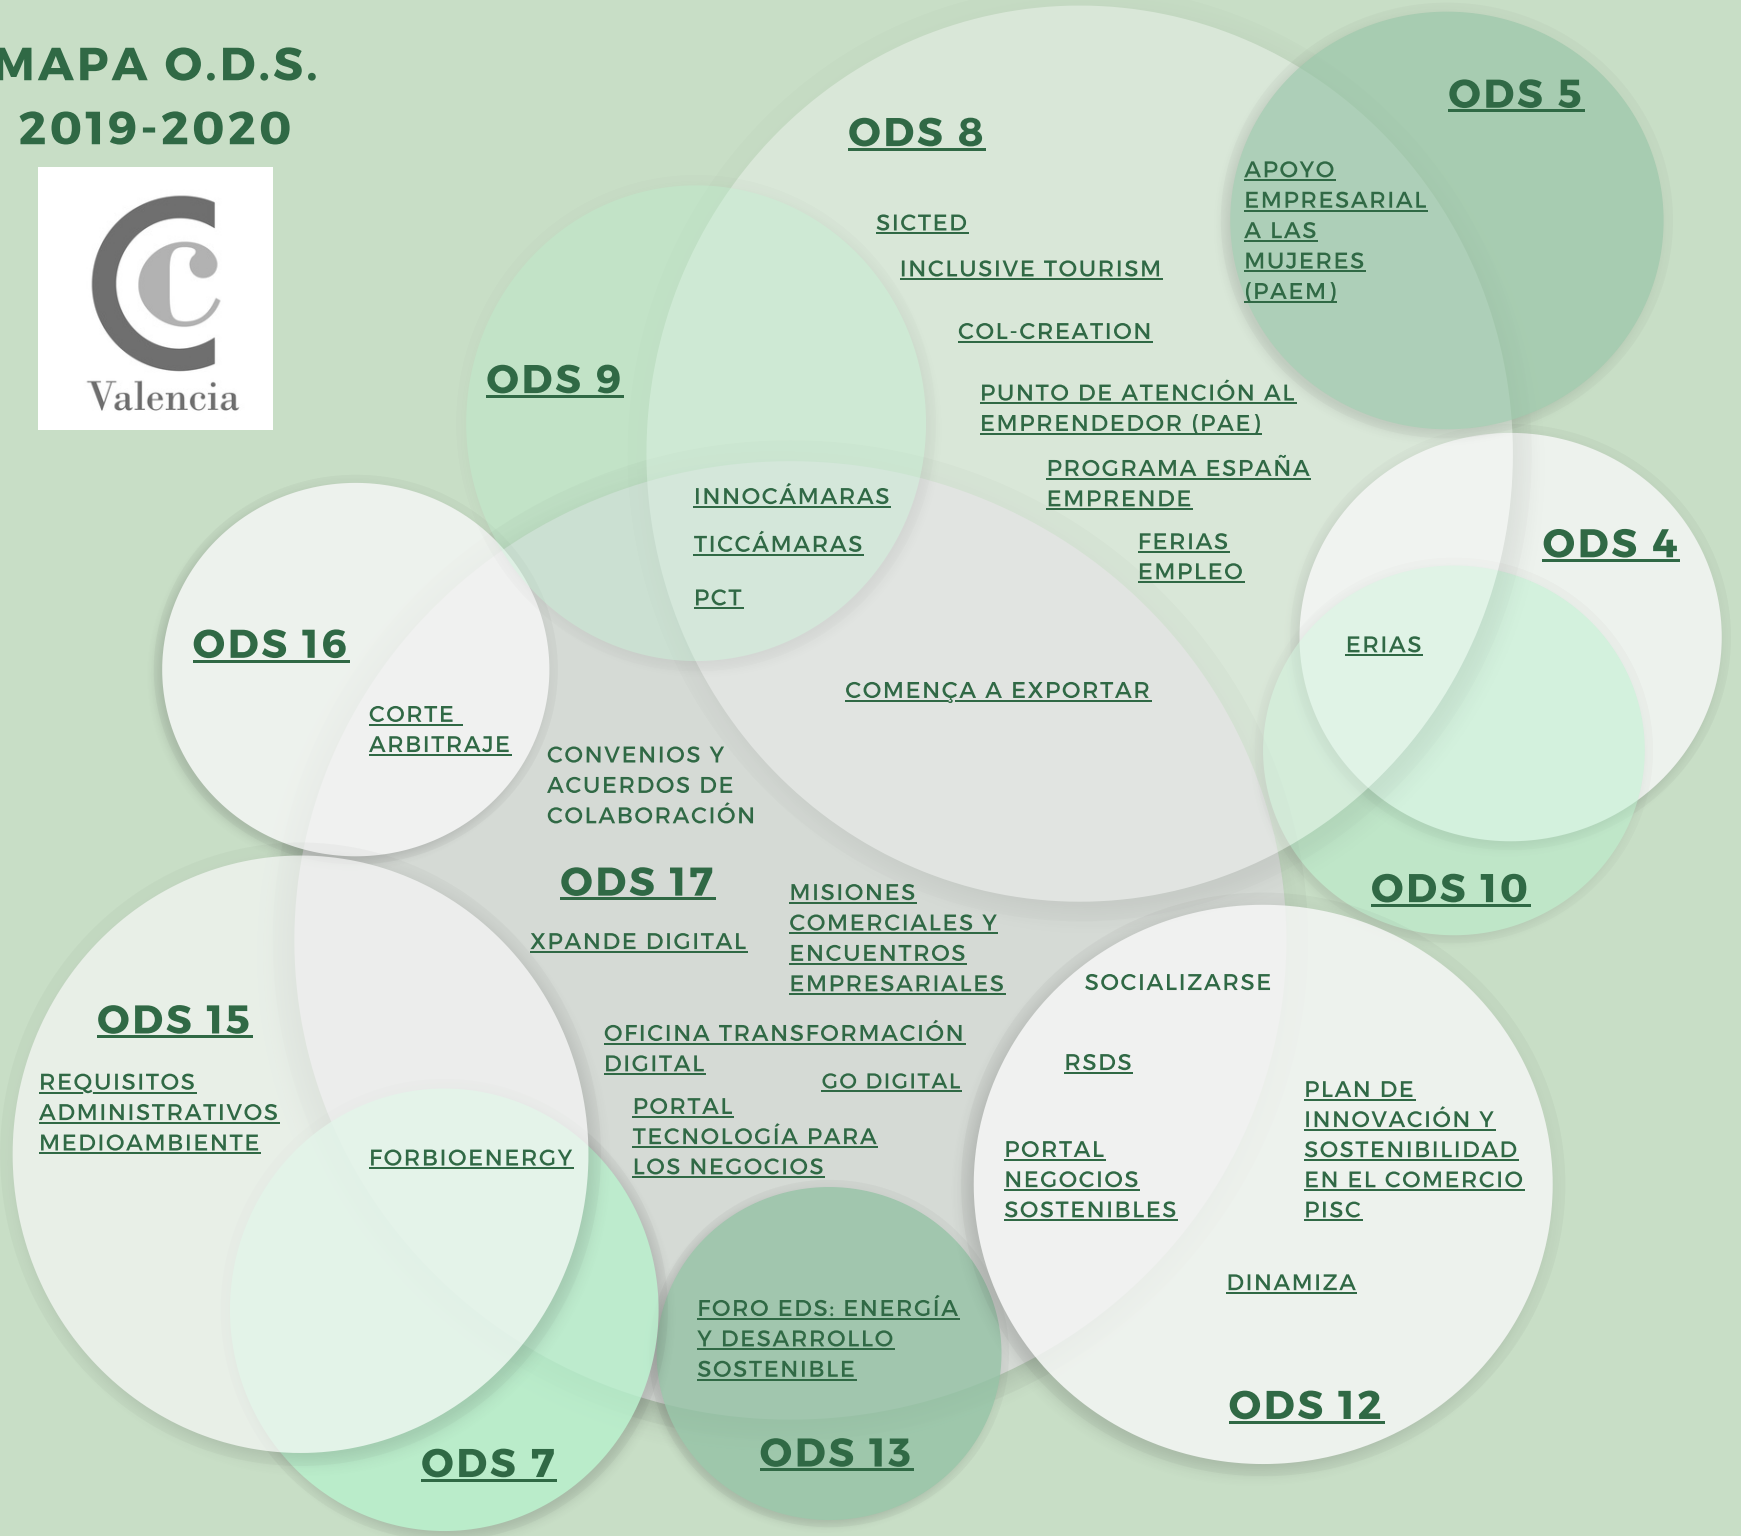 MAPA O.D.S.
2019-2020
Valencia
ODS 8
SICTED
INCLUSIVE TOURISM
COL-CREATION
PUNTO DE ATENCIÓN AL
EMPRENDEDOR (PAE)
PROGRAMA ESPAÑA
EMPRENDE
FERIAS
EMPLEO
ODS 5
APOYO
EMPRESARIAL
A LAS
MUJERES
(PAEM)
ODS 9
INNOCÁMARAS
TICCÁMARAS
PCT
ODS 4
ERIAS
ODS 10
ODS 16
CORTE
ARBITRAJE
COMENÇA A EXPORTAR
CONVENIOS Y
ACUERDOS DE
COLABORACIÓN
ODS 17
XPANDE DIGITAL
MISIONES
COMERCIALES Y
ENCUENTROS
EMPRESARIALES
OFICINA TRANSFORMACIÓN
DIGITAL
GO DIGITAL
PORTAL
TECNOLOGÍA PARA
LOS NEGOCIOS
ODS 15
REQUISITOS
ADMINISTRATIVOS
MEDIOAMBIENTE
FORBIOENERGY
ODS 7
FORO EDS: ENERGÍA
Y DESARROLLO
SOSTENIBLE
ODS 13
SOCIALIZARSE
RSDS
PORTAL
NEGOCIOS
SOSTENIBLES
PLAN DE
INNOVACIÓN Y
SOSTENIBILIDAD
EN EL COMERCIO
PISC
DINAMIZA
ODS 12